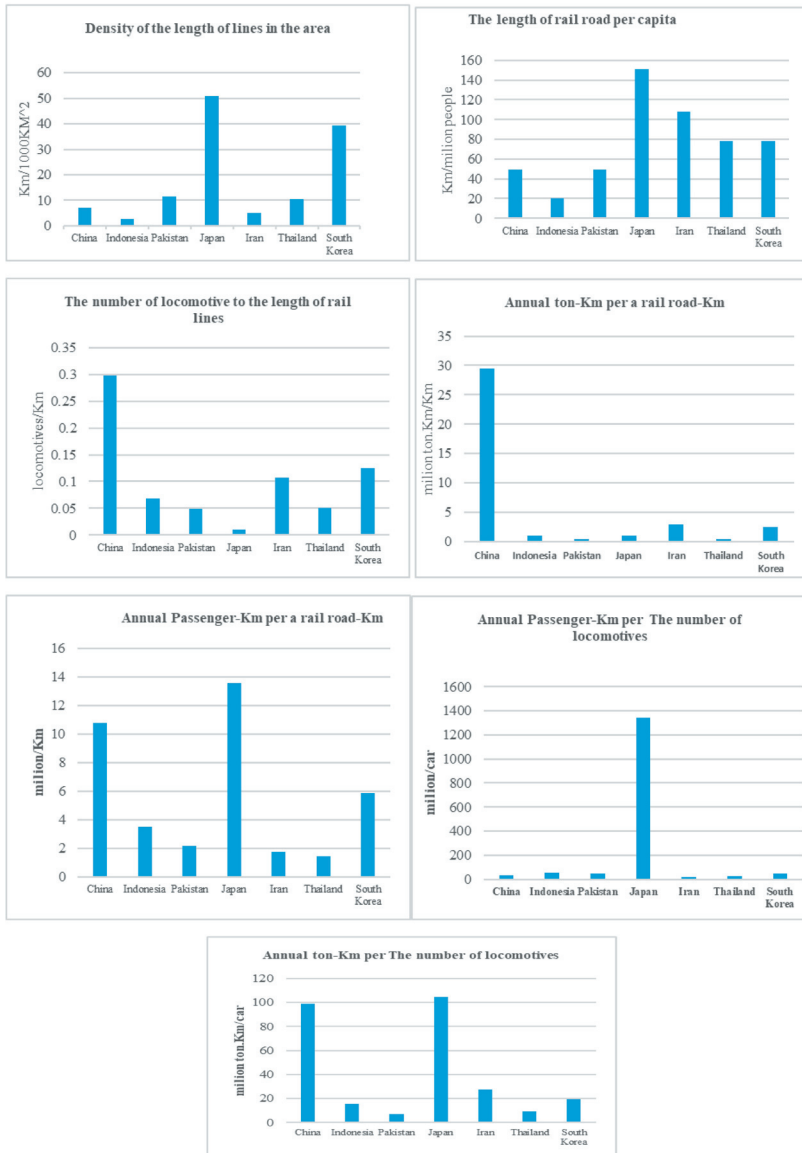 Density of the length of lines in the area
Km/1000KM^2
60
50
40
30
20
10
0
China Indonesia Pakistan Japan Iran Thailand South Korea
The length of rail road per capita
Km/milion people
160
140
120
100
80
60
40
20
0
China Indonesia Pakistan Japan Iran Thailand South Korea
The number of locomotive to the length of rail
lines
locomotives/Km
0.35
0.3
0.25
0.2
0.15
0.1
0.05
0
China Indonesia Pakistan Japan Iran Thailand South Korea
Annual ton-Km per a rail road-Km
milion ton.Km/Km
35
30
25
20
15
10
5
0
China Indonesia Pakistan Japan Iran Thailand South Korea
Annual Passenger-Km per a rail road-Km
milion/Km
16
14
12
10
8
6
4
2
0
China Indonesia Pakistan Japan Iran Thailand South Korea
Annual Passenger-Km per The number of
locomotives
milion/car
1600
1400
1200
1000
800
600
400
200
0
China Indonesia Pakistan Japan Iran Thailand South Korea
Annual ton-Km per The number of locomotives
milion ton.Km/car
120
100
80
60
40
20
0
China Indonesia Pakistan Japan Iran Thailand South Korea